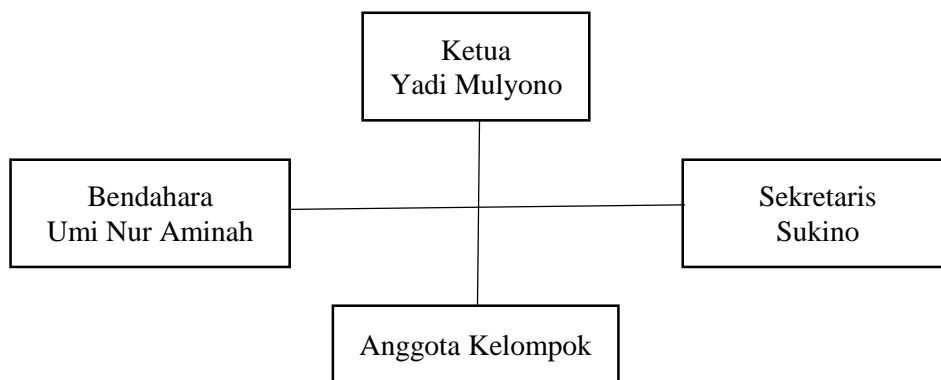 Ketua
Yadi Mulyono
Bendahara
Umi Nur Aminah
Sekretaris
Sukino
Anggota Kelompok